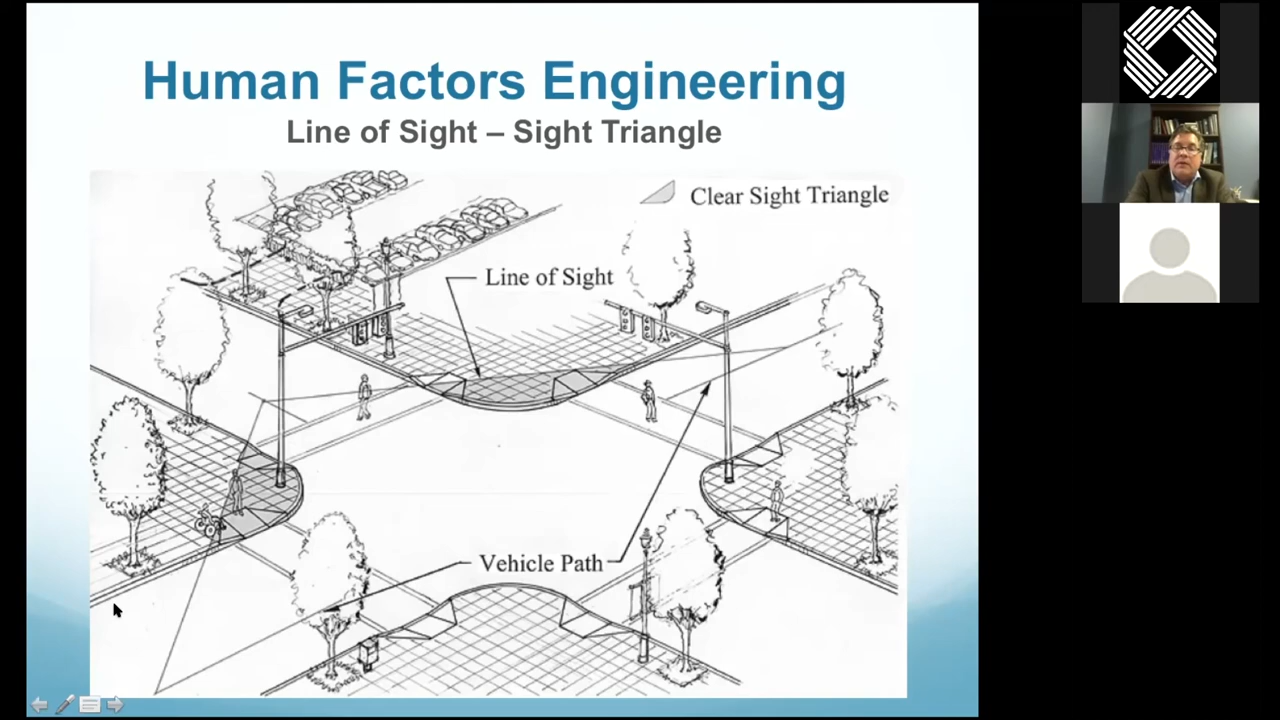 Human Factors Engineering
Line of Sight – Sight Triangle
Clear Sight Triangle
Line of Sight
Vehicle Path